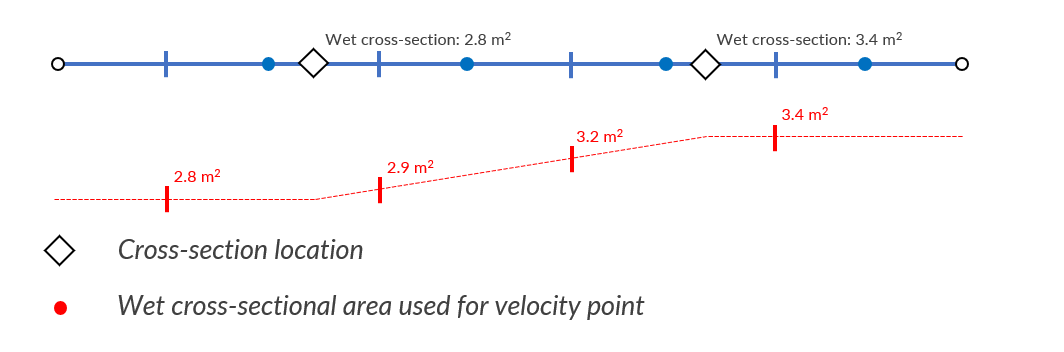 Wet cross-section: 2.8 m² Wet cross-section: 3.4 m²
3.4 m²
3.2 m²
2.9 m²
2.8 m²
Cross-section location
Wet cross-sectional area used for velocity point